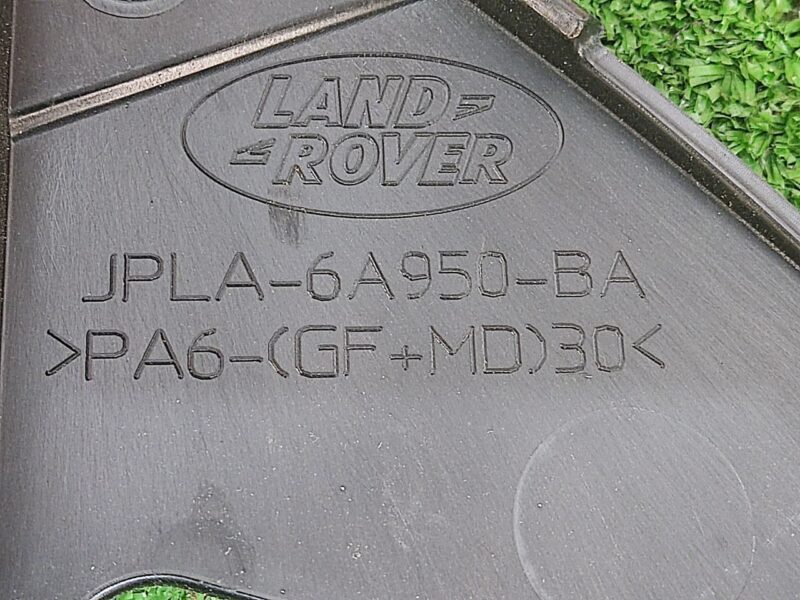 LAND
ROVER
JPLA-6A950-BA
>PA6-(GF+MD)30<